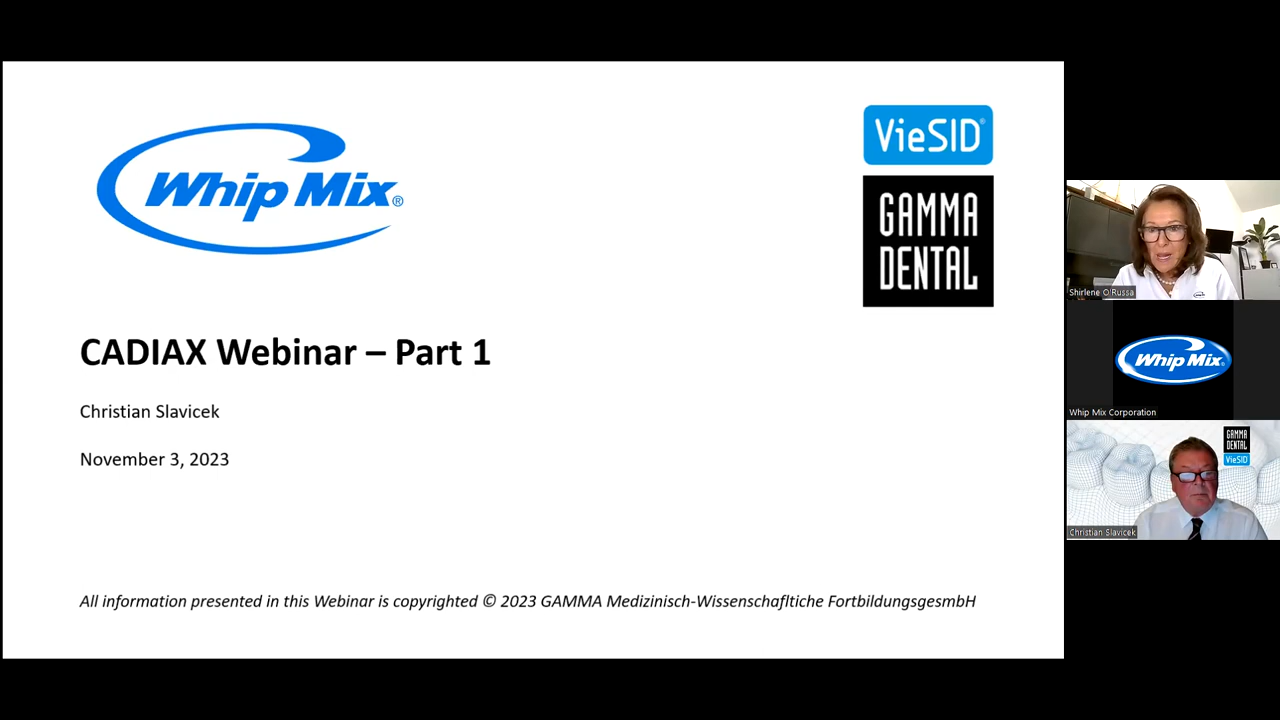 Whip Mix®
VieSID®
GAMMA
DENTAL
CADIAX Webinar – Part 1
Christian Slavicek
November 3, 2023
All information presented in this Webinar is copyrighted © 2023 GAMMA Medizinisch-Wissenschafltiche FortbildungsgesmbH
Shirlene O'Russa
Whip Mix
Whip Mix Corporation
GAMMA
DENTAL
VieSID
Christian Slavicek